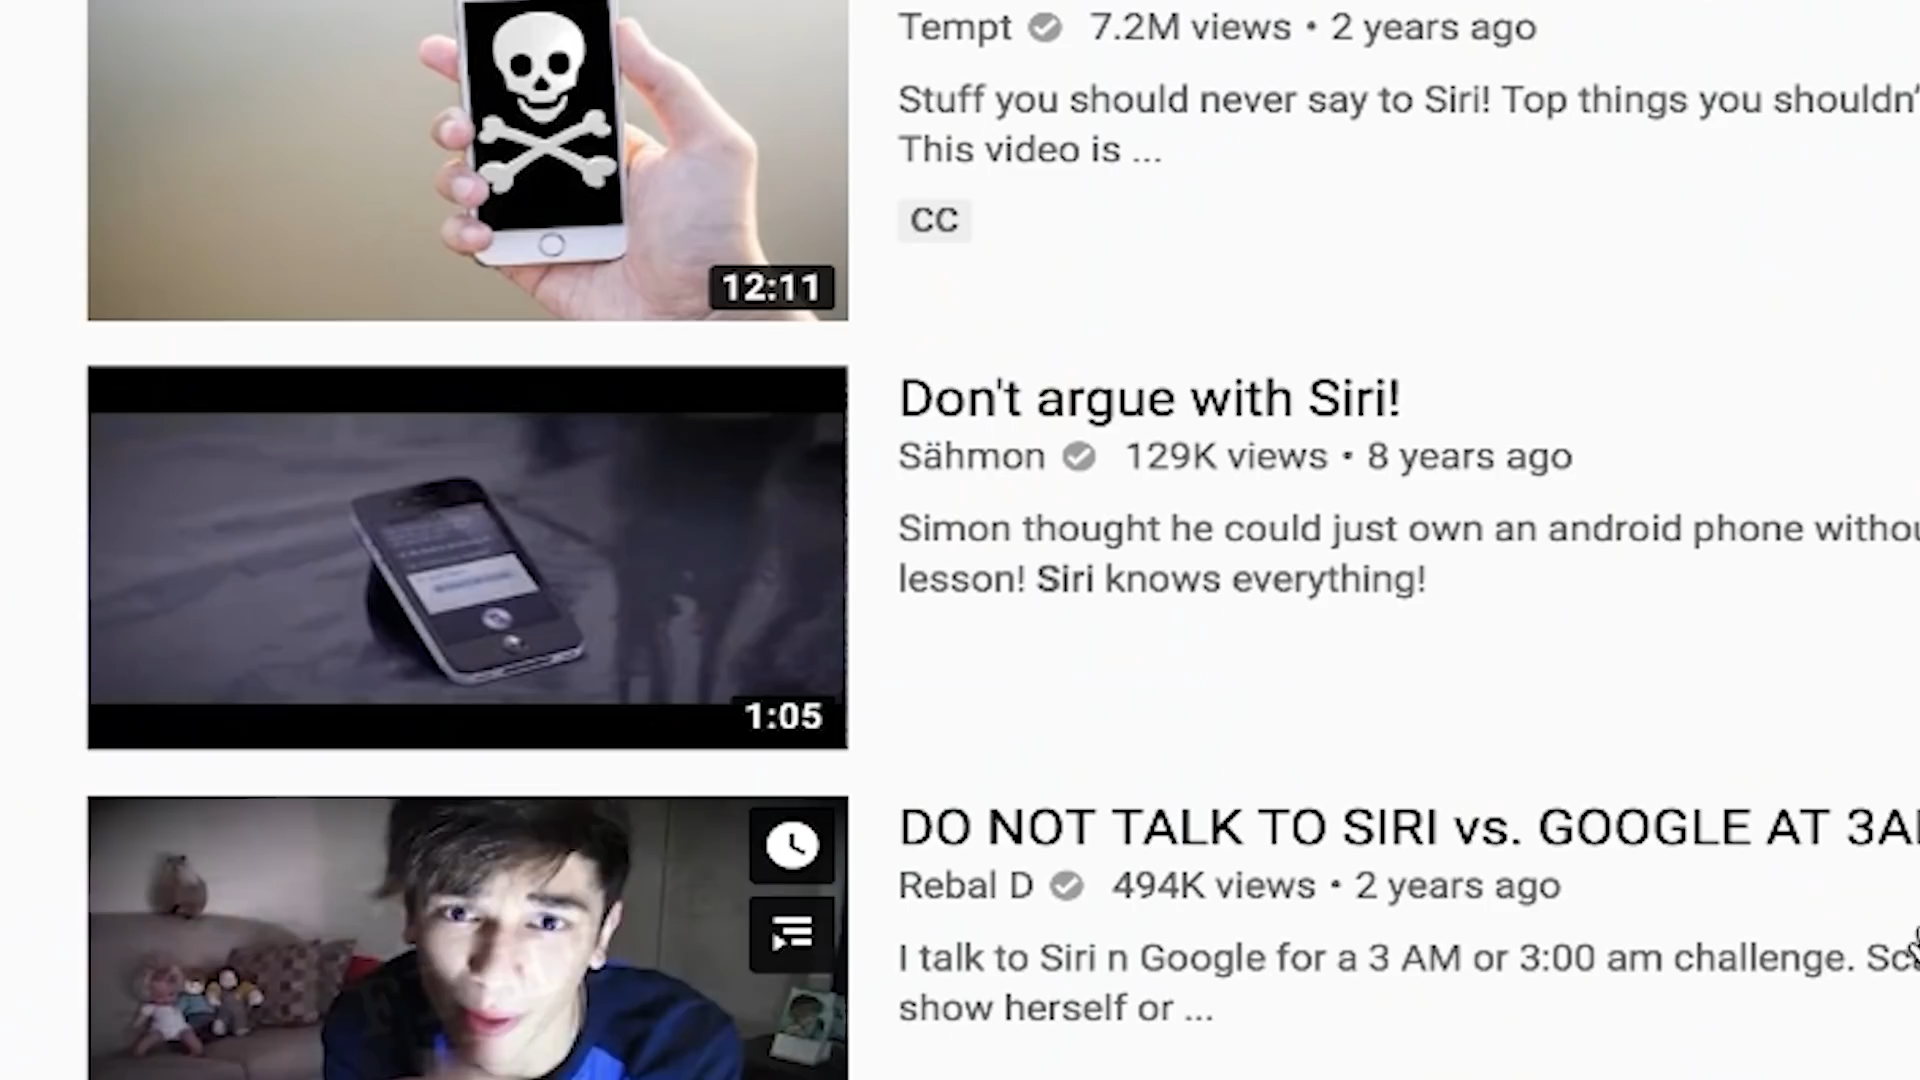 Tempt 7.2M views • 2 years ago
Stuff you should never say to Siri! Top things you shouldn'
This video is ...
CC
12:11
Don't argue with Siri!
Sähmon 129K views • 8 years ago
Simon thought he could just own an android phone withou
lesson! Siri knows everything!
1:05
DO NOT TALK TO SIRI vs. GOOGLE AT 3A
Rebal D 494K views • 2 years ago
I talk to Siri n Google for a 3 AM or 3:00 am challenge.
show herself or ...